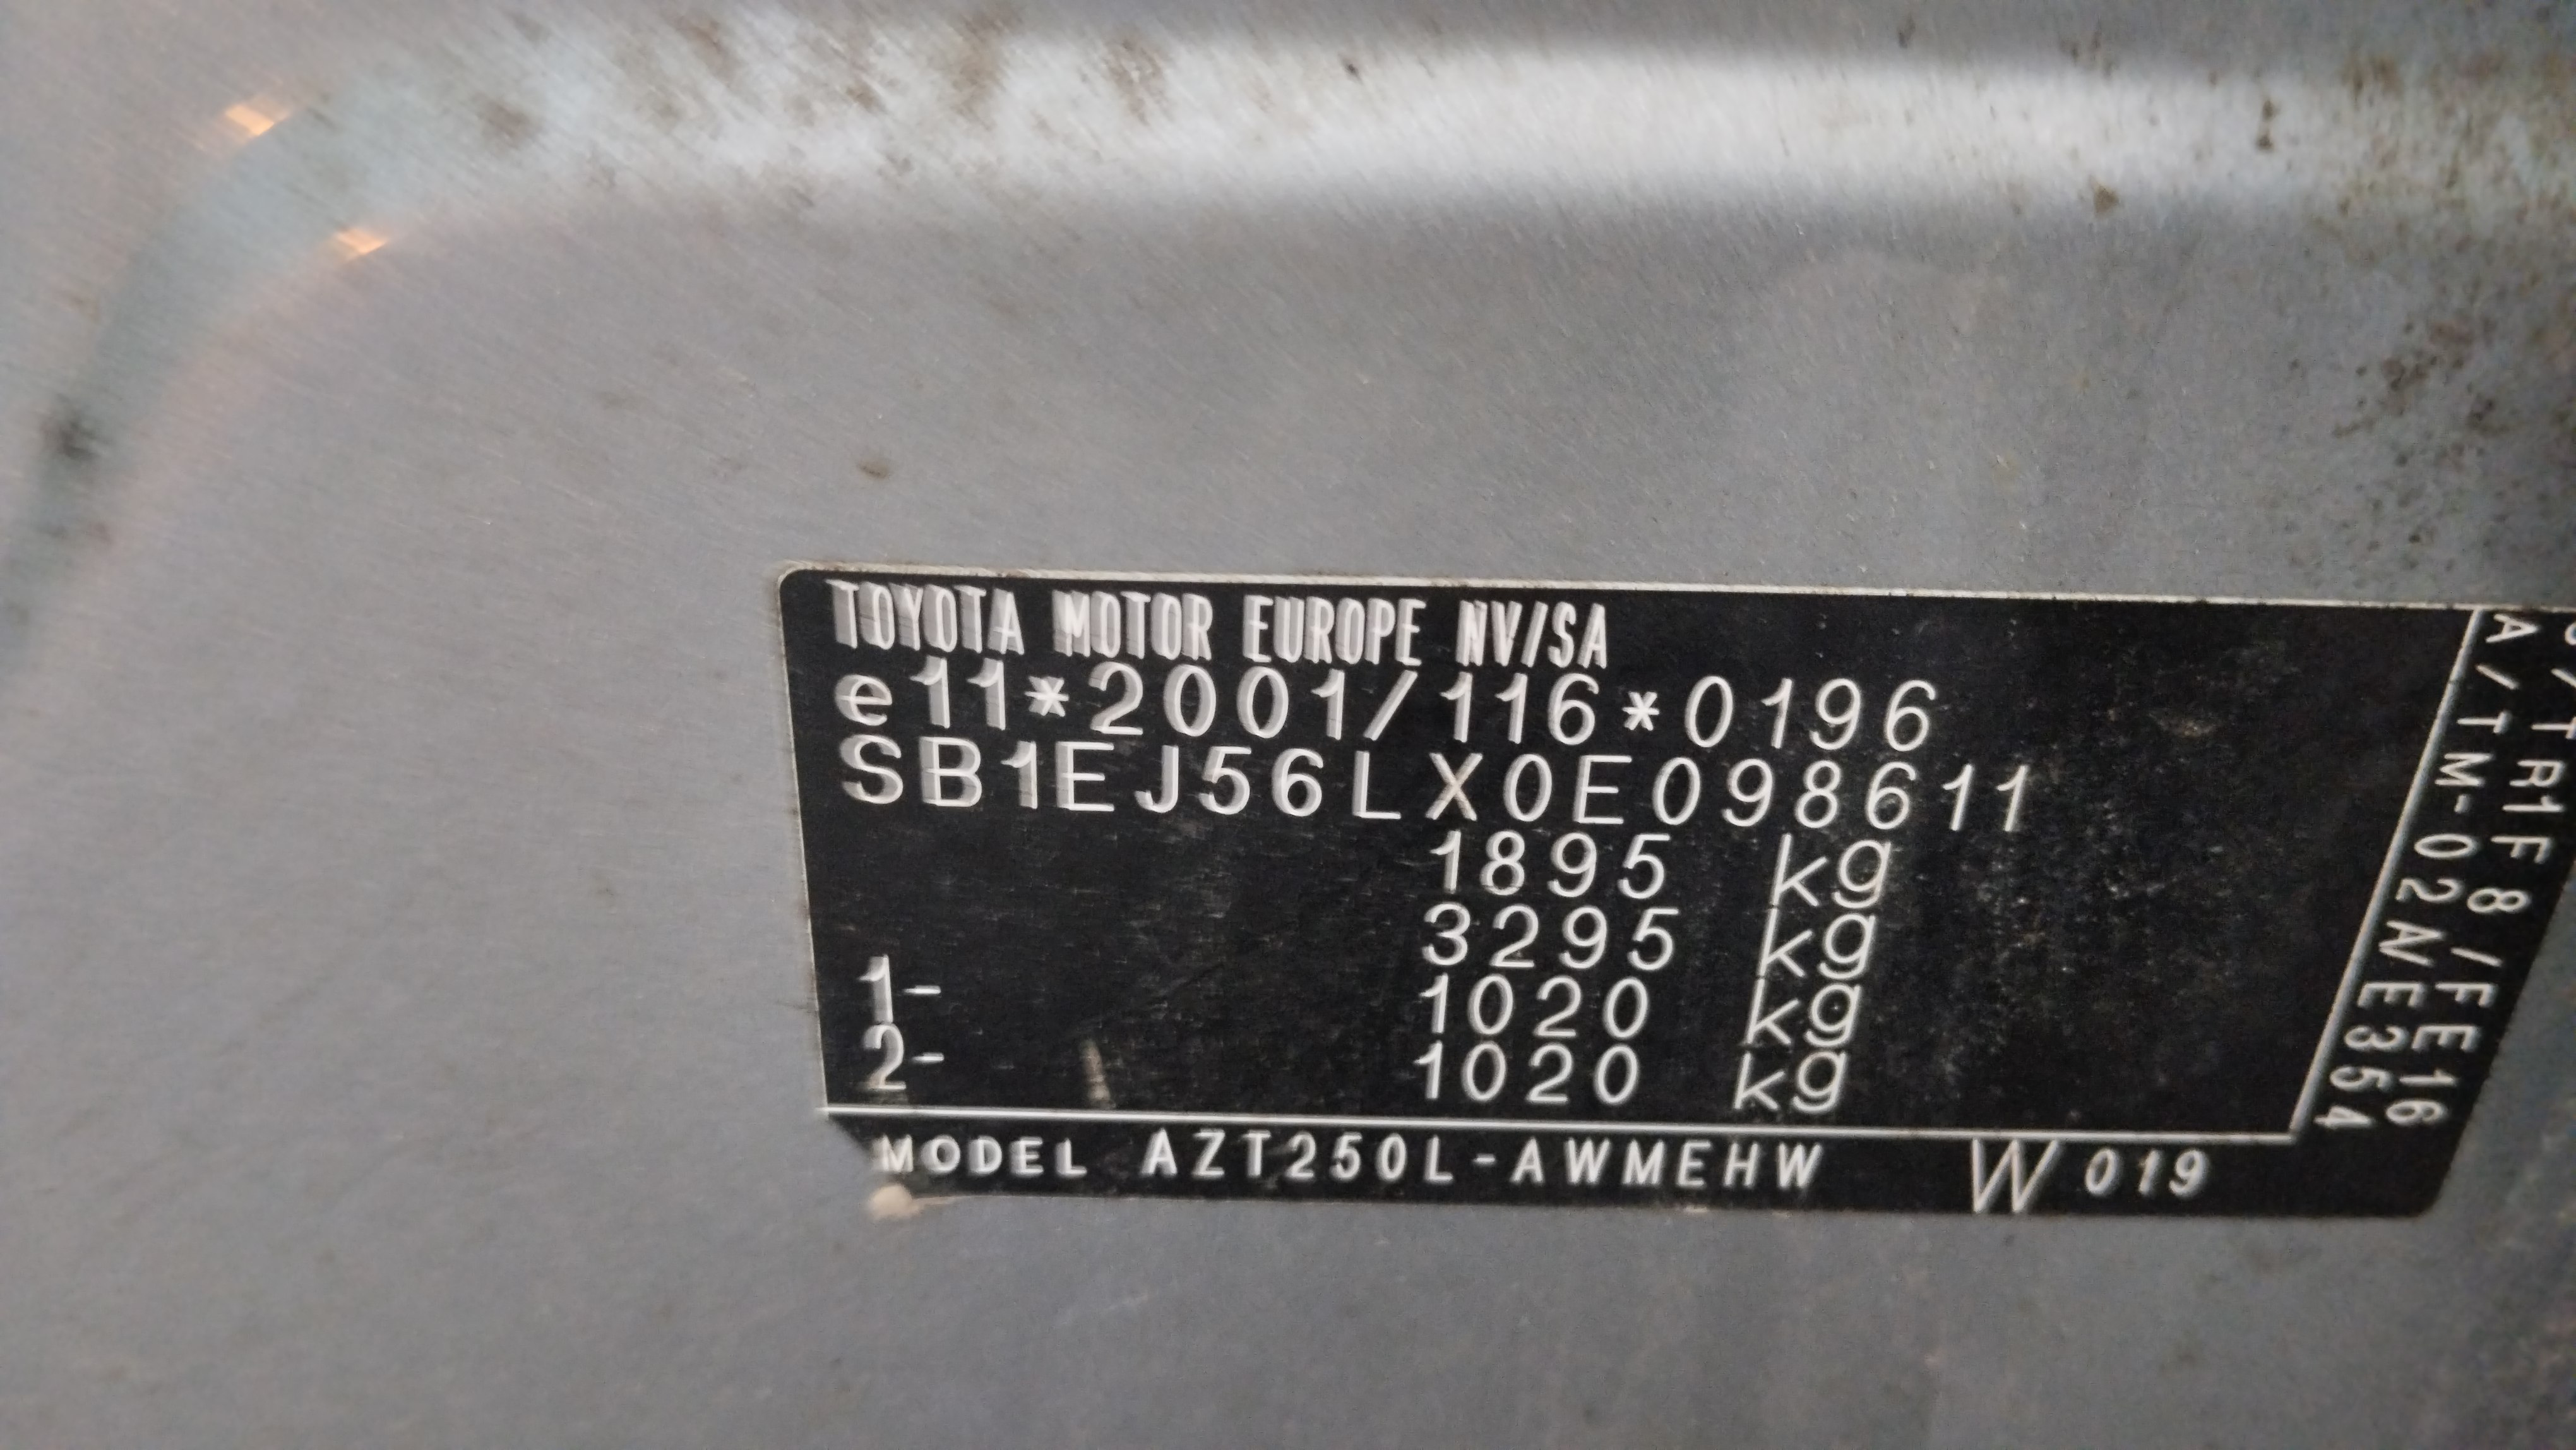 TOYOTA MOTOR EUROPE NV/SA
e11*2001/116*0196
SB1EJ56LX0E098611
1895 kg
3295 kg
1- 1020 kg
2- 1020 kg
MODEL AZT250L-AWMEHW W 019
/TR1F8/FE16
A/TM-02N/E354